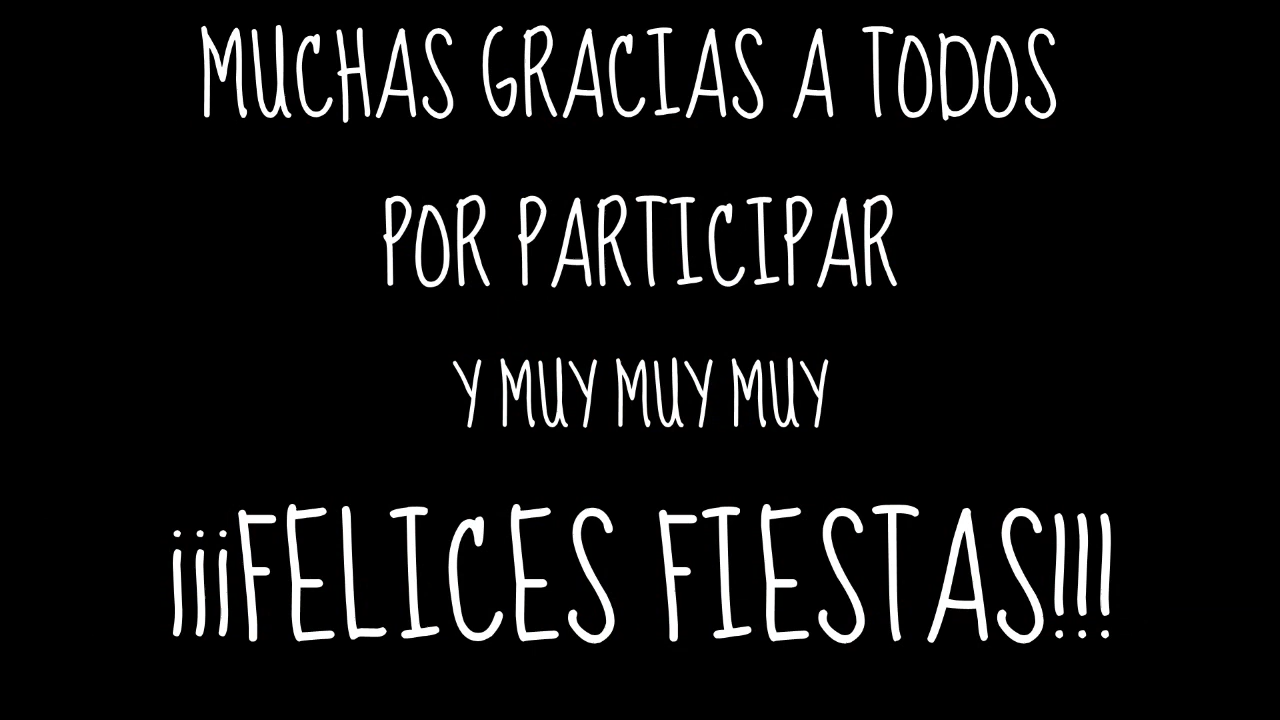 MUCHAS GRACIAS A TODOS
POR PARTICIPAR
Y MUY MUY MUY
¡¡¡FELICES FIESTAS!!!